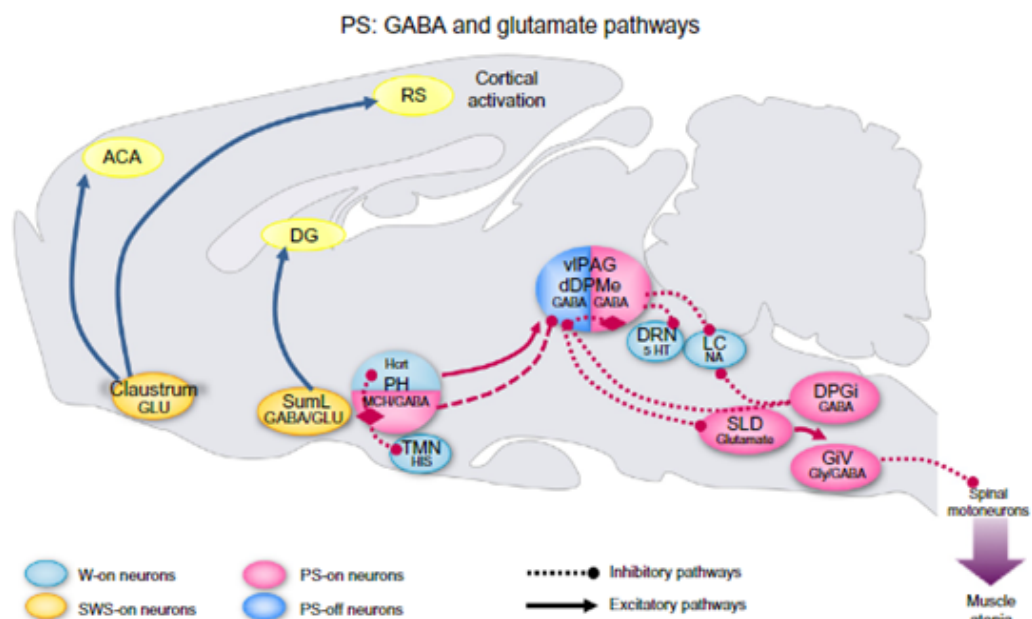 PS: GABA and glutamate pathways
RS
Cortical
activation
ACA
DG
vlPAG
dDPMe
GABA
GABA
DRN
5 HT
LC
NA
Hcrt
PH
MCH/GABA
Claustrum
GLU
SumL
GABA/GLU
TMN
HIS
DPGi
GABA
SLD
Glutamate
GiV
Gly/GABA
Spinal
motoneurons
W-on neurons
PS-on neurons
Inhibitory pathways
SWS-on neurons
PS-off neurons
Excitatory pathways
Muscle